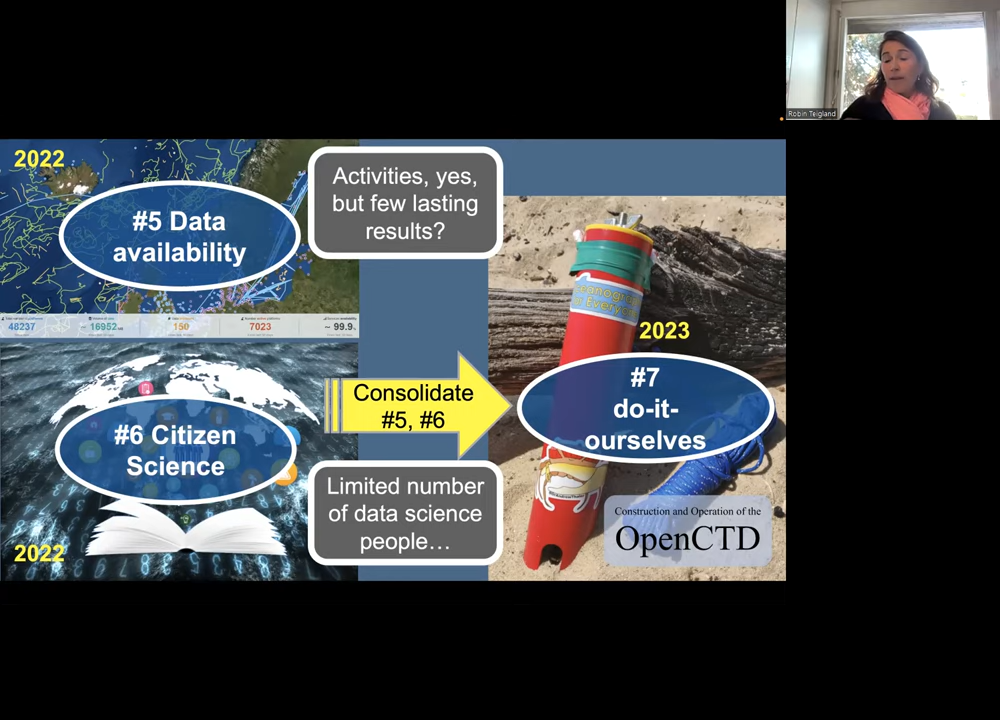 Robin Teigland
2022
#5 Data
availability
Activities, yes,
but few lasting
results?
48237
16952
150
7023
~ 99.9
#6 Citizen
Science
2022
Consolidate
#5, #6
Limited number
of data science
people…
2023
#7
do-it-
ourselves
Construction and Operation of the
OpenCTD